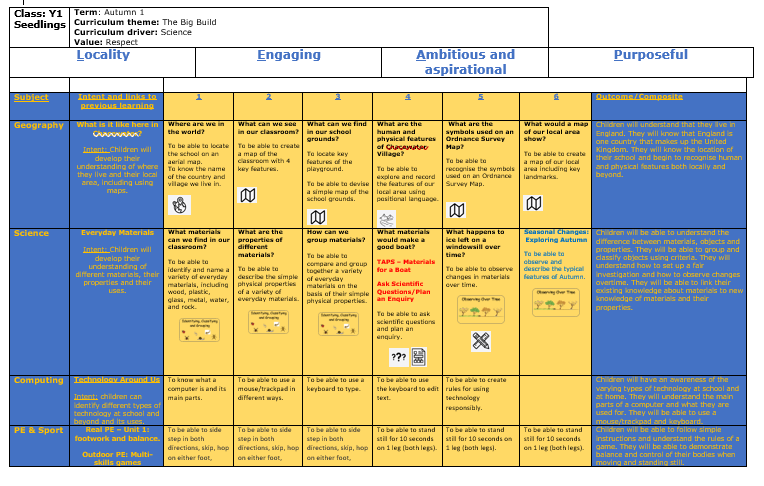 Class: Y1
Seedlings
Term: Autumn 1
Curriculum theme: The Big Build
Curriculum driver: Science
Value: Respect
Locality
Engaging
Ambitious and
aspirational
Purposeful
Subject
Intent and links to
previous learning
1
2
3
4
5
6
Outcome/Composite
Geography
What is it like here in
Intent: Children will
develop their
understanding of where
they live and their local
area, including using
maps.
Where are we in
the world?
To be able to
locate the
school on an
aerial map.
To know the name
of the country and
village we live in.
What can we see
in our classroom?
To be able to create
a map of the
classroom with 4
key features.
What can we find
in our school
grounds?
To locate key
features of the
playground.
To be able to devise
a simple map of the
school grounds.
What are the
human and
physical features
of
Village?
To be able to
explore and record
the features of our
local area using
positional language.
What are the
symbols used on an
Ordnance Survey
Map?
To be able to
recognise the symbols
used on an Ordnance
Survey Map.
What would a map
of our local area
show?
To be able to create
a map of our local
area including key
landmarks.
Children will understand that they live in
England. They will know that England is
one country that makes up the United
Kingdom. They will know the location of
their school and begin to recognise human
and physical features both locally and
beyond.
Science
Everyday Materials
Intent: Children will
develop their
understanding of
different materials, their
properties and their
uses.
What materials
can we find in our
classroom?
To be able to
identify and name a
variety of everyday
materials, including
wood, plastic,
glass, metal, water,
and rock.
Identifying, Classifying
and Grouping
What are the
properties of
different
materials?
To be able to
describe the simple
physical properties
of a variety of
everyday materials.
Identifying, Classifying
and Grouping
How can we
group materials?
To be able to
compare and group
together a variety
of everyday
materials on the
basis of their simple
physical properties.
Identifying, Classifying
and Grouping
What materials
would make a
good boat?
TAPS – Materials
for a Boat
Ask Scientific
Questions/Plan
an Enquiry
To be able to ask
scientific questions
and plan an
enquiry.
???
What happens to
ice left on a
windowsill over
time?
To be able to observe
changes in materials
over time.
Observing Over Time
Seasonal Changes:
Exploring Autumn
To be able to
observe and
describe the typical
features of Autumn.
Observing Over Time
Children will be able to understand the
difference between materials, objects and
properties. They will be able to group and
classify objects using criteria. They will
understand how to set up a fair
investigation and how to observe changes
overtime. They will be able to link their
existing knowledge about materials to new
knowledge of materials and their
properties.
Computing
Technology Around Us
Intent: children can
identify different types of
technology at school and
beyond and its uses.
To know what a
computer is and its
main parts.
To be able to use a
mouse/trackpad in
different ways.
To be able to use a
keyboard to type.
To be able to use
the keyboard to edit
text.
To be able to create
rules for using
technology
responsibly.
Children will have an awareness of the
varying types of technology at school and
at home. They will understand the main
parts of a computer and what they are
used for. They will be able to use a
mouse/trackpad and keyboard.
PE & Sport
Real PE – Unit 1:
footwork and balance.
Outdoor PE: Multi-
skills games
To be able to side
step in both
directions, skip, hop
on either foot,
To be able to side
step in both
directions, skip, hop
on either foot,
To be able to side
step in both
directions, skip, hop
on either foot,
To be able to stand
still for 10 seconds
on 1 leg (both legs).
To be able to stand
still for 10 seconds on
1 leg (both legs).
To be able to stand
still for 10 seconds
on 1 leg (both legs).
Children will be able to follow simple
instructions and understand the rules of a
game. They will be able to demonstrate
balance and control of their bodies when
moving and standing still.